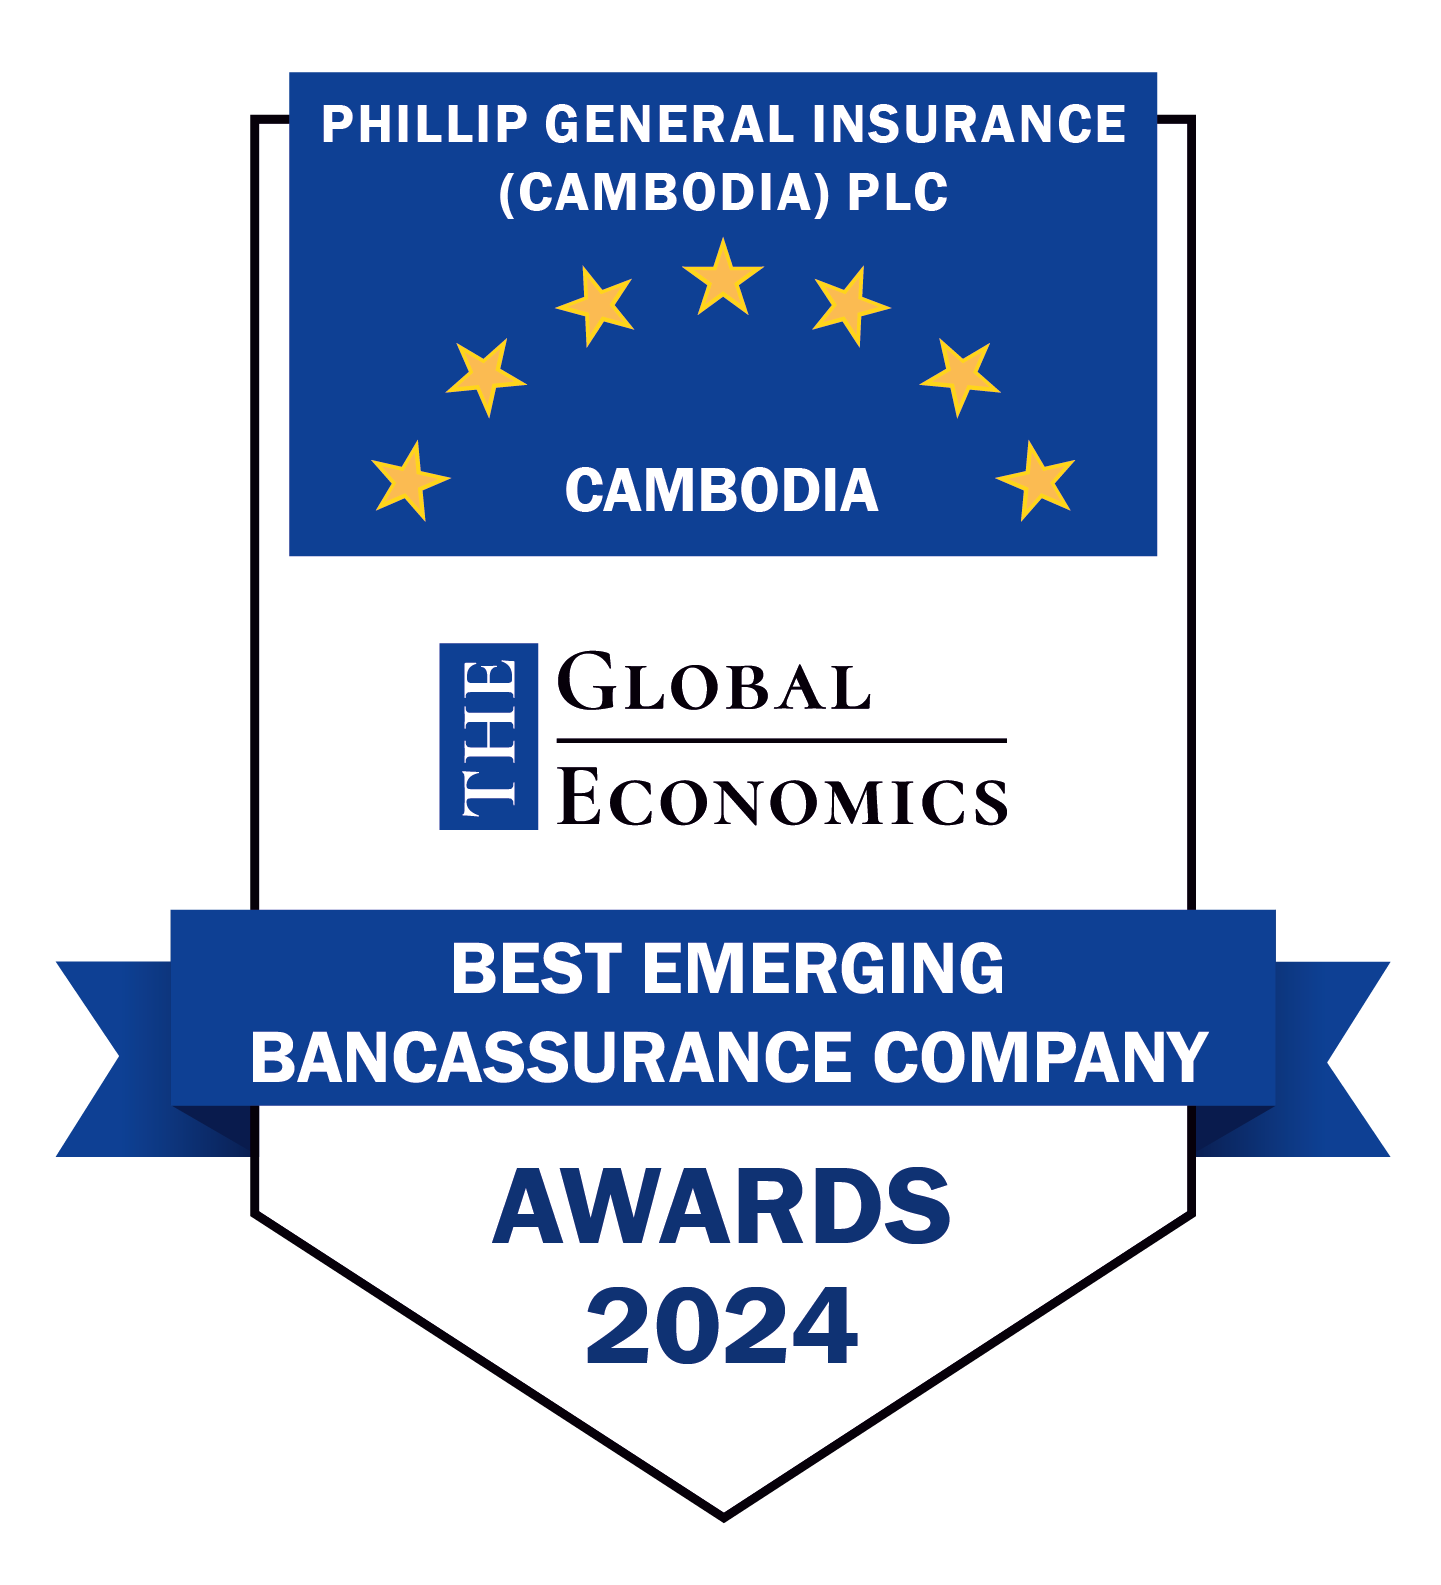 PHILLIP GENERAL INSURANCE
(CAMBODIA) PLC
CAMBODIA
THE
GLOBAL
ECONOMICS
BEST EMERGING
BANCASSURANCE COMPANY
AWARDS
2024